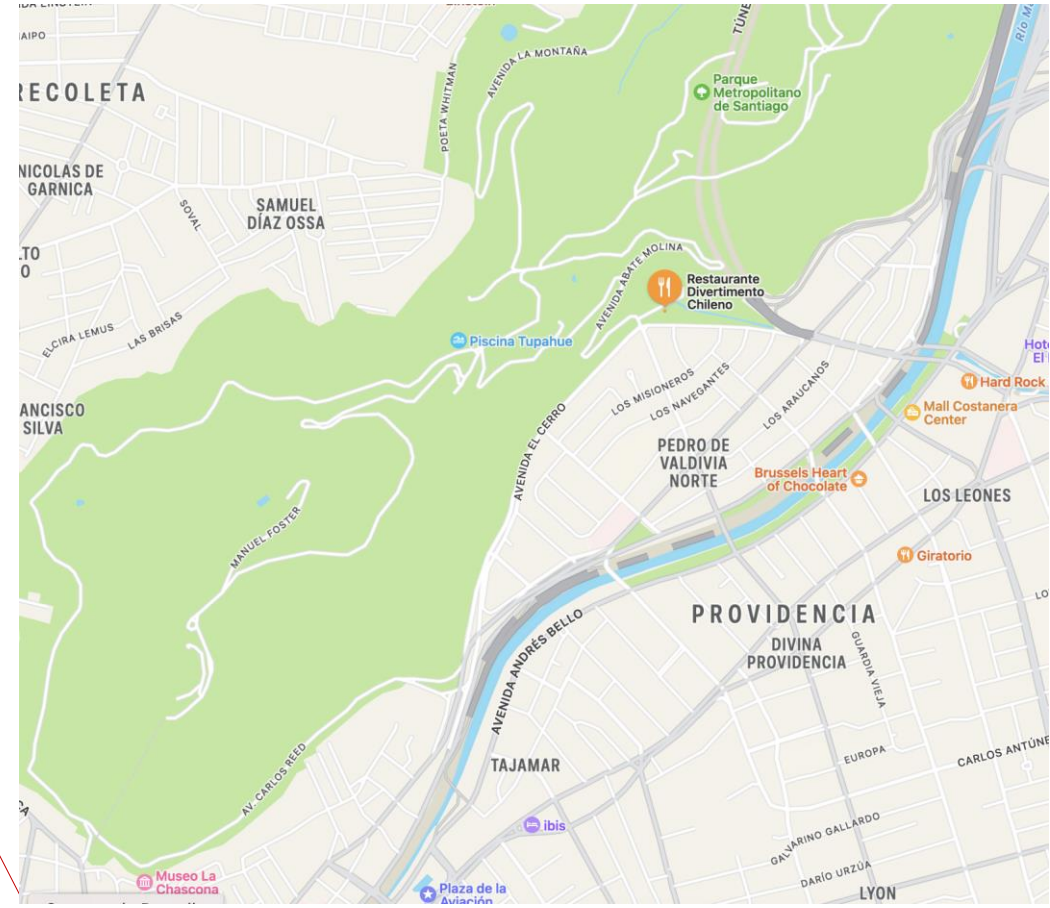 AIPO
RECOLETA
POETA WHITMAN
AVENIDA LA MONTAÑA
Parque
Metropolitano
de Santiago
NICOLAS DE
GARNICA
SOVAL
SAMUEL
DÍAZ OSSA
AVENIDA ABATE MOLINA
Restaurante
Divertimento
Chileno
ELCIRA LEMUS
LAS BRISAS
Piscina Tupahue
ANCISCO
SILVA
LOS MISIONEROS
LOS NAVEGANTES
LOS ARAUCANOS
Hard Rock
Mall Costanera
Center
AVENIDA EL CERRO
PEDRO DE
VALDIVIA
NORTE
Brussels Heart
of Chocolate
LOS LEONES
MANUEL FOSTER
Giratorio
PROVIDENCIA
DIVINA
PROVIDENCIA
GUARDIA VIEJA
AVENIDA ANDRÉS BELLO
TAJAMAR
EUROPA
CARLOS ANTÚNE
AV. CARLOS REED
ibis
GALVARINO GALLARDO
DARÍO URZÚA
LYON
Museo La
Chascona
Plaza de la
Aviación